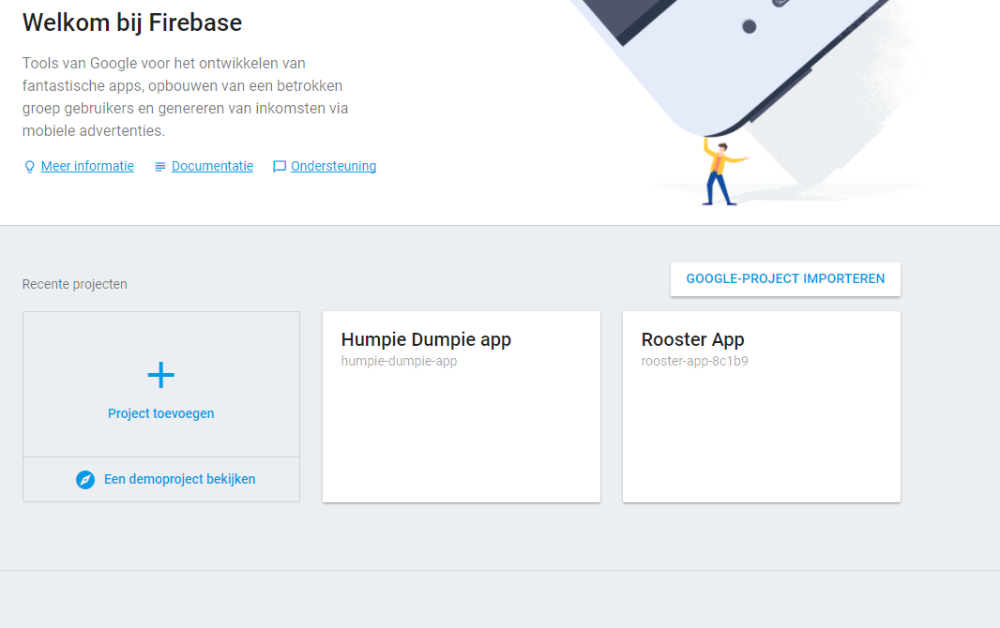 Welkom bij Firebase
Tools van Google voor het ontwikkelen van
fantastische apps, opbouwen van een betrokken
groep gebruikers en genereren van inkomsten via
mobiele advertenties.
Meer informatie Documentatie Ondersteuning
Recente projecten
GOOGLE-PROJECT IMPORTEREN
Project toevoegen
Een demoproject bekijken
Humpie Dumpie app
humpie-dumpie-app
Rooster App
rooster-app-8c1b9